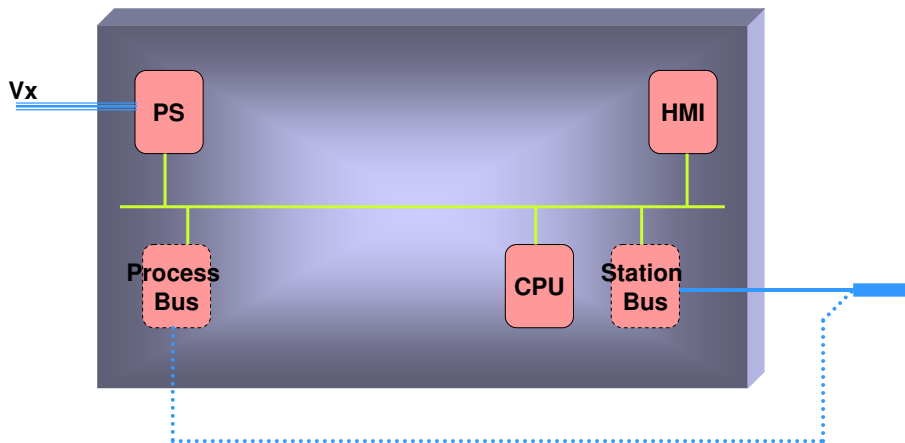 Vx
PS
HMI
Process
Bus
CPU
Station
Bus